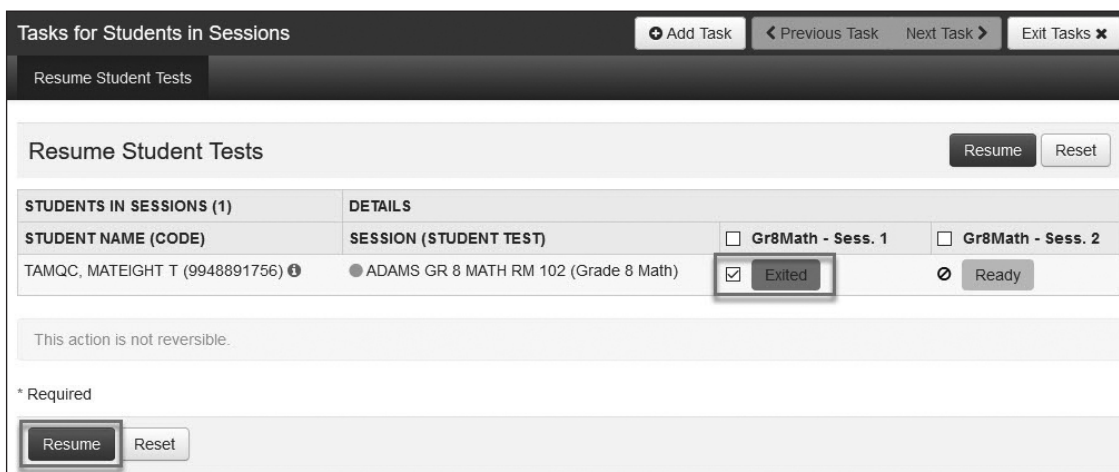 Tasks for Students in Sessions Add Task Previous Task Next Task Exit Tasks
Resume Student Tests
Resume Student Tests Resume Reset
STUDENTS IN SESSIONS (1) DETAILS
STUDENT NAME (CODE) SESSION (STUDENT TEST) Gr8Math - Sess. 1 Gr8Math - Sess. 2
TAMQC, MATEIGHT T (9948891756) ADAMS GR 8 MATH RM 102 (Grade 8 Math) Exited Ready
This action is not reversible.
* Required
Resume Reset